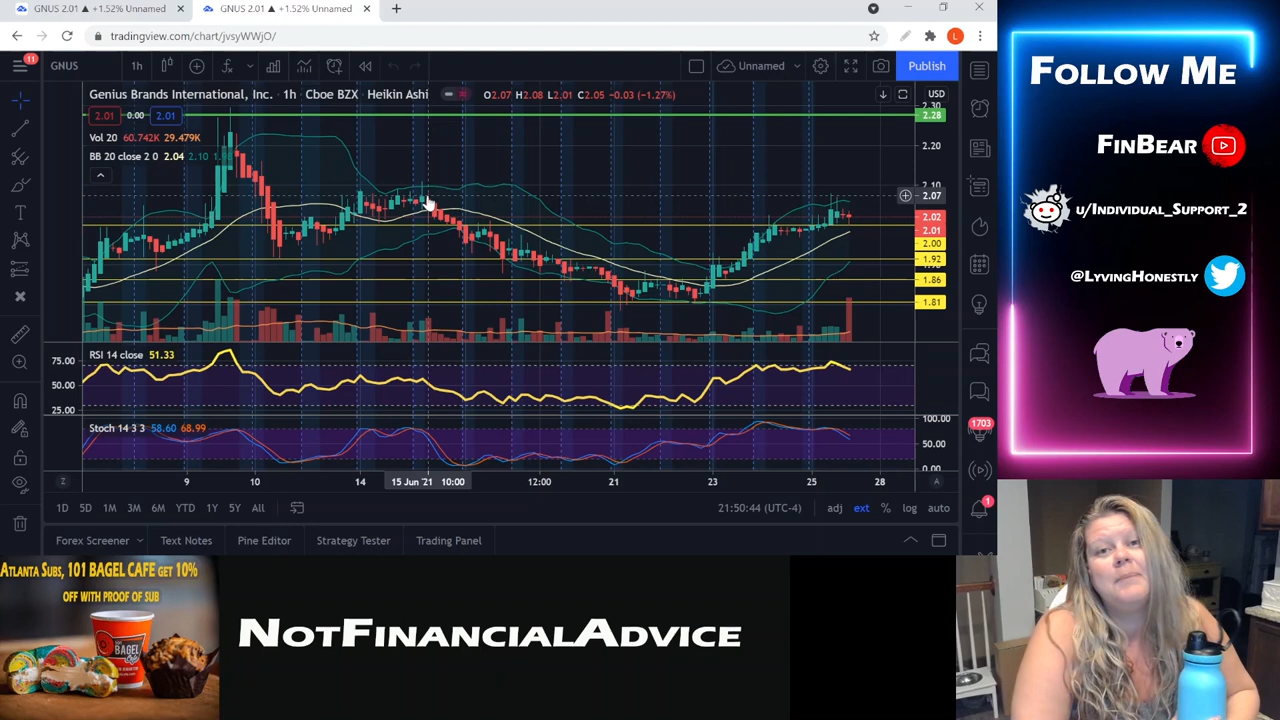 GNUS 2.01 ▲ +1.52% Unnamed
GNUS 2.01 ▲ +1.52% Unnamed
tradingview.com/chart/jvsyWWjO/
L
11
GNUS
1h
Unnamed
Publish
Genius Brands International, Inc. · 1h · Cboe BZX · Heikin Ashi
O2.07 H2.08 L2.01 C2.05 -0.03 (-1.27%)
USD
2.01 0.00 2.01
Vol 20 60.742K 29.479K
BB 20 close 2 0 2.04 2.10
2.30
2.28
2.20
2.10
2.07
2.02
2.01
2.00
1.92
1.86
1.81
RSI 14 close 51.33
75.00
50.00
25.00
Stoch 14 3 3 58.60 68.99
100.00
50.00
0.00
Z
9
10
14
15 Jun '21 10:00
12:00
21
23
25
28
A
1D 5D 1M 3M 6M YTD 1Y 5Y All
21:50:44 (UTC-4)
adj ext % log auto
Forex Screener
Text Notes
Pine Editor
Strategy Tester
Trading Panel
1703
1
Follow Me
FinBear
u/Individual_Support_2
@LyvingHonestly
Atlanta Subs, 101 BAGEL CAFE GET 10%
OFF WITH PROOF OF SUB
BAGEL
NotFinancialAdvice